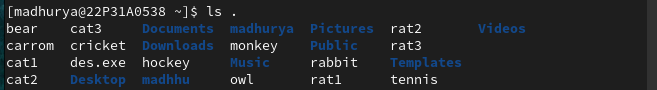 [madhurya@22P31A0538 ~]$ ls .
bear cat3 Documents madhurya Pictures rat2 Videos
carrom cricket Downloads monkey Public rat3
cat1 des.exe hockey Music rabbit Templates
cat2 Desktop madhhu owl rat1 tennis